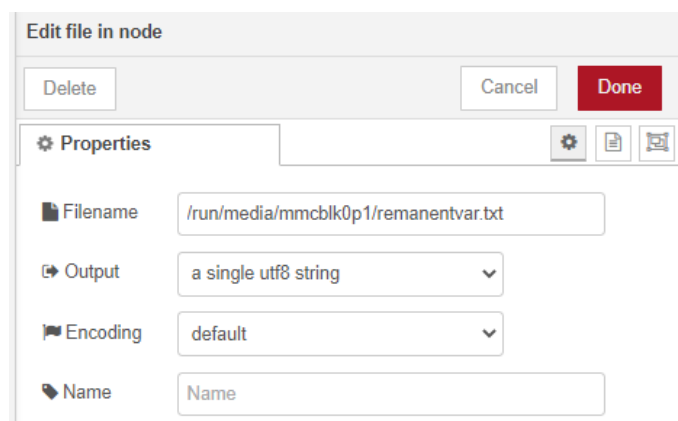 Edit file in node
Delete
Cancel
Done
Properties
Filename
/run/media/mmcblk0p1/remanentvar.txt
Output
a single utf8 string
Encoding
default
Name
Name